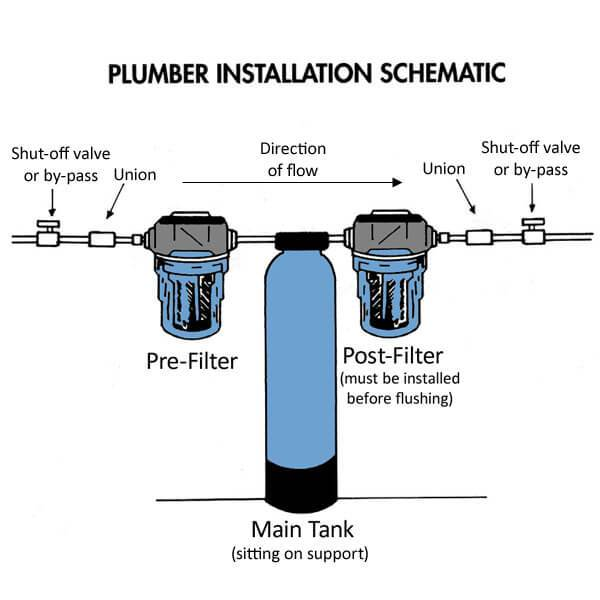 PLUMBER INSTALLATION SCHEMATIC
Shut-off valve
or by-pass
Union
Direction
of flow
Union
Shut-off valve
or by-pass
Pre-Filter
Post-Filter
(must be installed
before flushing)
Main Tank
(sitting on support)